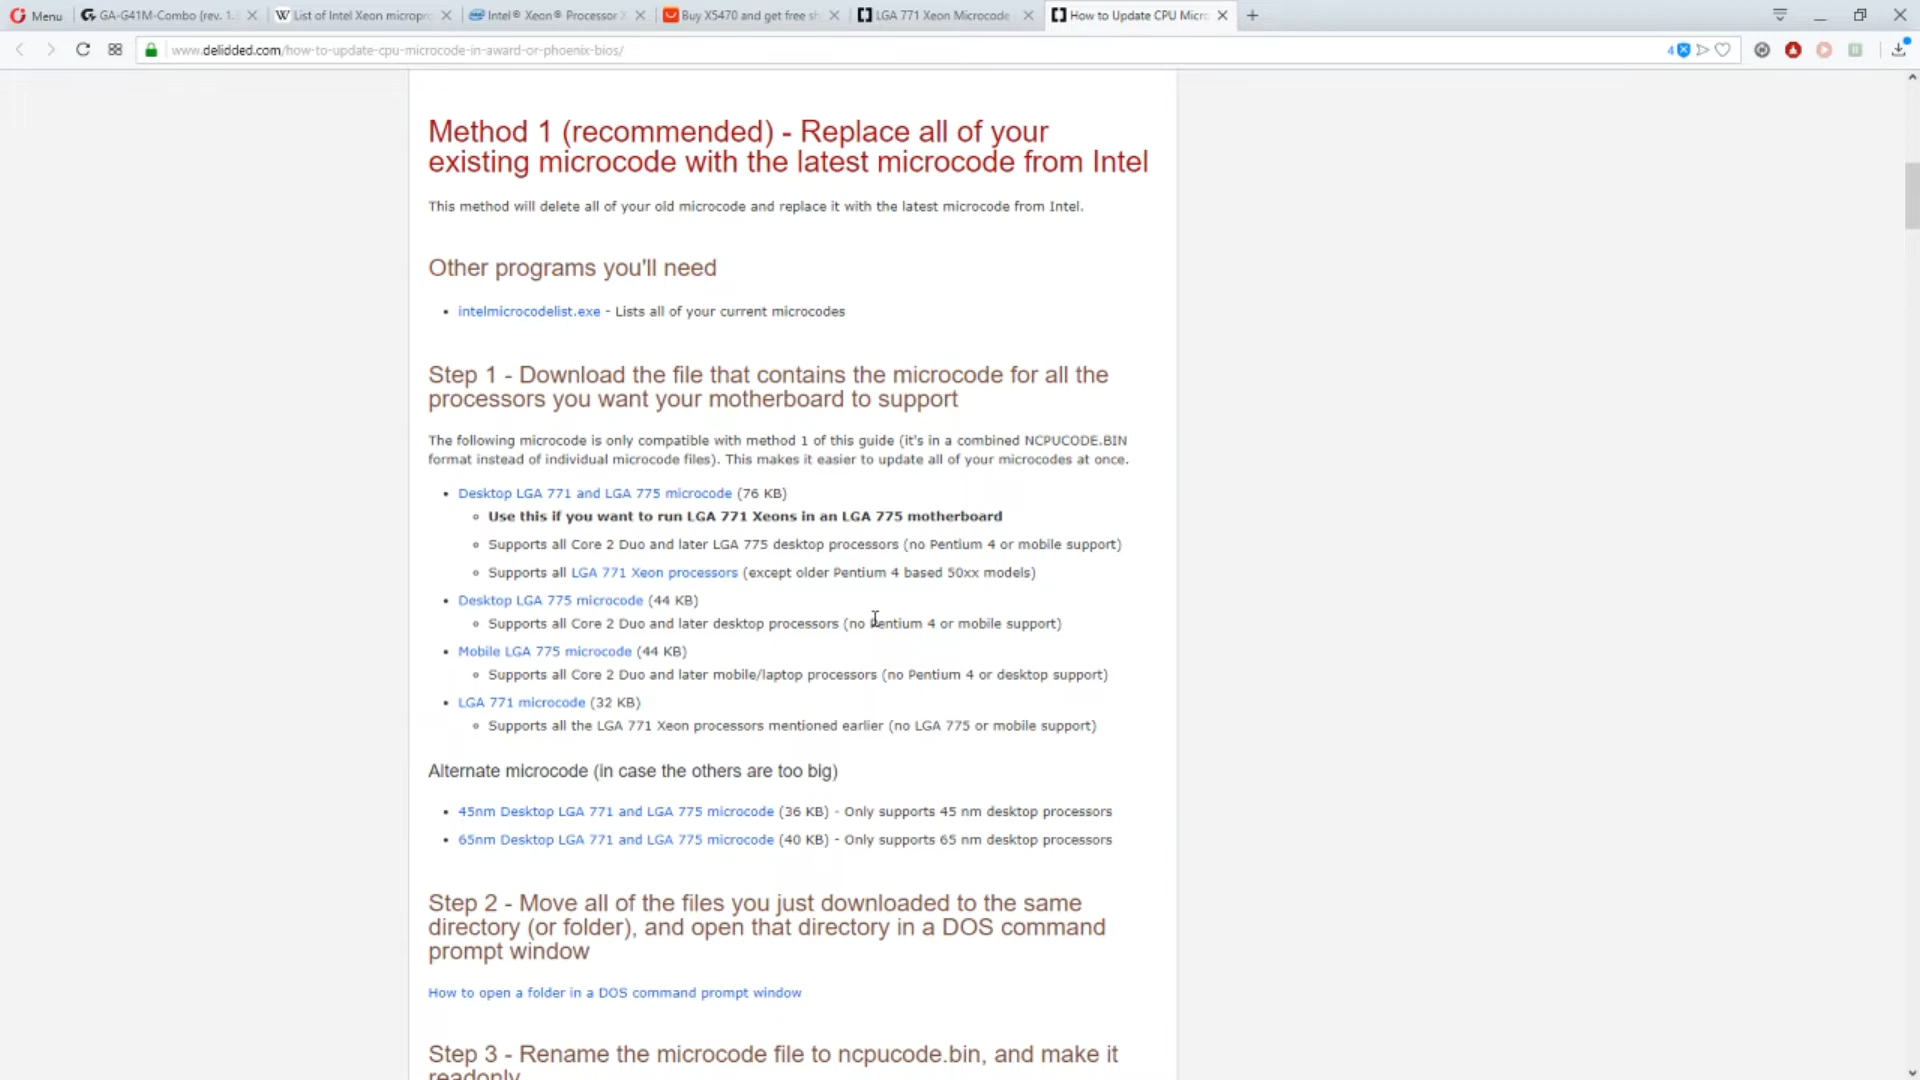 Menu
GA-G41M-Combo (rev. 1.
List of Intel Xeon micropr
Intel® Xeon® Processor X
Buy X5470 and get free sh
LGA 771 Xeon Microcode
How to Update CPU Micr
www.delidded.com/how-to-update-cpu-microcode-in-award-or-phoenix-bios/
4
Method 1 (recommended) - Replace all of your
existing microcode with the latest microcode from Intel
This method will delete all of your old microcode and replace it with the latest microcode from Intel.
Other programs you'll need
• intelmicrocodelist.exe - Lists all of your current microcodes
Step 1 - Download the file that contains the microcode for all the
processors you want your motherboard to support
The following microcode is only compatible with method 1 of this guide (it's in a combined NCPUCODE.BIN
format instead of individual microcode files). This makes it easier to update all of your microcodes at once.
• Desktop LGA 771 and LGA 775 microcode (76 KB)
Use this if you want to run LGA 771 Xeons in an LGA 775 motherboard
Supports all Core 2 Duo and later LGA 775 desktop processors (no Pentium 4 or mobile support)
Supports all LGA 771 Xeon processors (except older Pentium 4 based 50xx models)
• Desktop LGA 775 microcode (44 KB)
Supports all Core 2 Duo and later desktop processors (no Pentium 4 or mobile support)
• Mobile LGA 775 microcode (44 KB)
Supports all Core 2 Duo and later mobile/laptop processors (no Pentium 4 or desktop support)
• LGA 771 microcode (32 KB)
Supports all the LGA 771 Xeon processors mentioned earlier (no LGA 775 or mobile support)
Alternate microcode (in case the others are too big)
• 45nm Desktop LGA 771 and LGA 775 microcode (36 KB) - Only supports 45 nm desktop processors
• 65nm Desktop LGA 771 and LGA 775 microcode (40 KB) - Only supports 65 nm desktop processors
Step 2 - Move all of the files you just downloaded to the same
directory (or folder), and open that directory in a DOS command
prompt window
How to open a folder in a DOS command prompt window
Step 3 - Rename the microcode file to ncpucode.bin, and make it
readonly